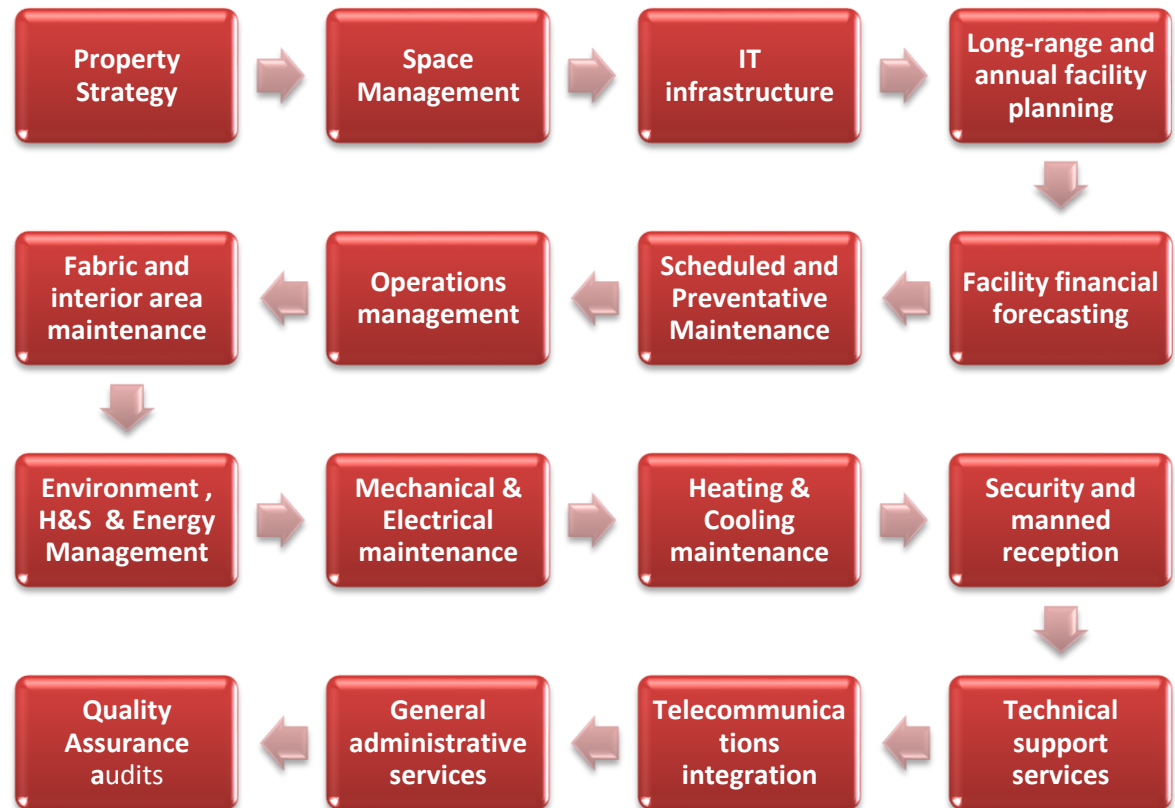 Property
Strategy
Space
Management
IT
infrastructure
Long-range and
annual facility
planning
Facility financial
forecasting
Scheduled and
Preventative
Maintenance
Operations
management
Fabric and
interior area
maintenance
Environment ,
H&S & Energy
Management
Mechanical &
Electrical
maintenance
Heating &
Cooling
maintenance
Security and
manned
reception
Technical
support
services
Telecommunica
tions
integration
General
administrative
services
Quality
Assurance
audits